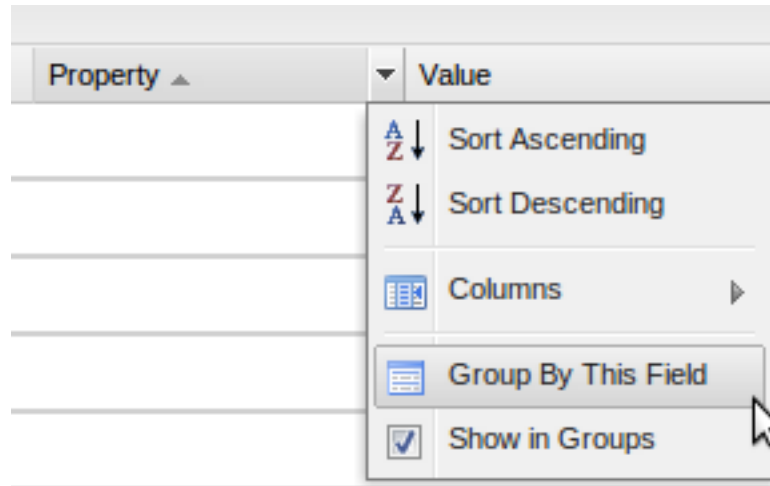 Property Value
Sort Ascending
Sort Descending
Columns
Group By This Field
Show in Groups